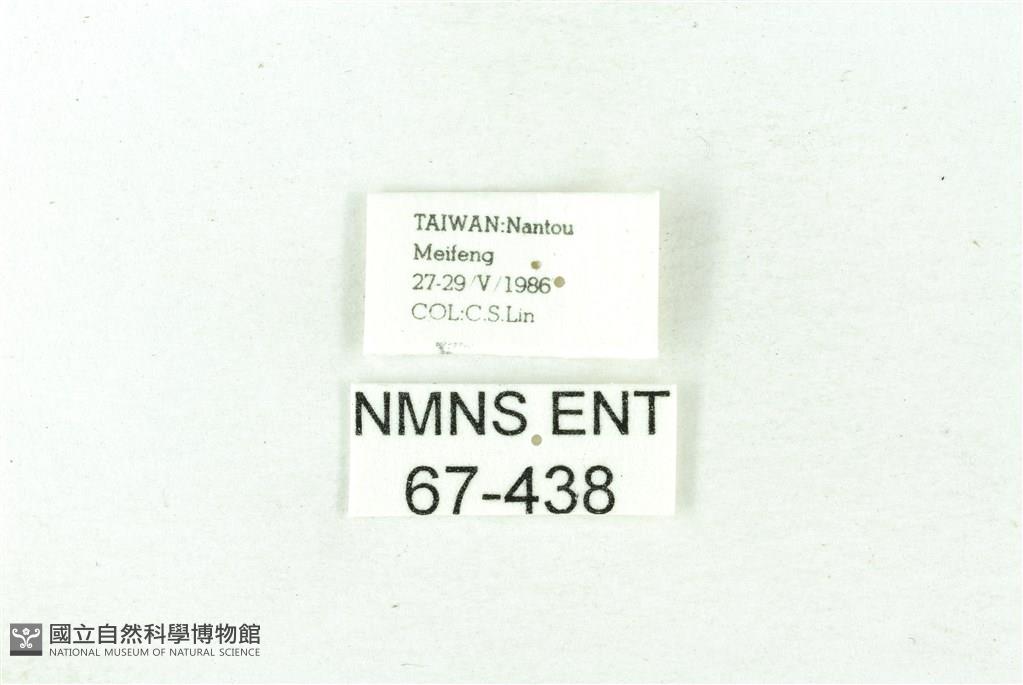 TAIWAN:Nantou
Meifeng
27-29/V/1986
COL:C.S.Lin
NMNS ENT
67-438
國立自然科學博物館
NATIONAL MUSEUM OF NATURAL SCIENCE